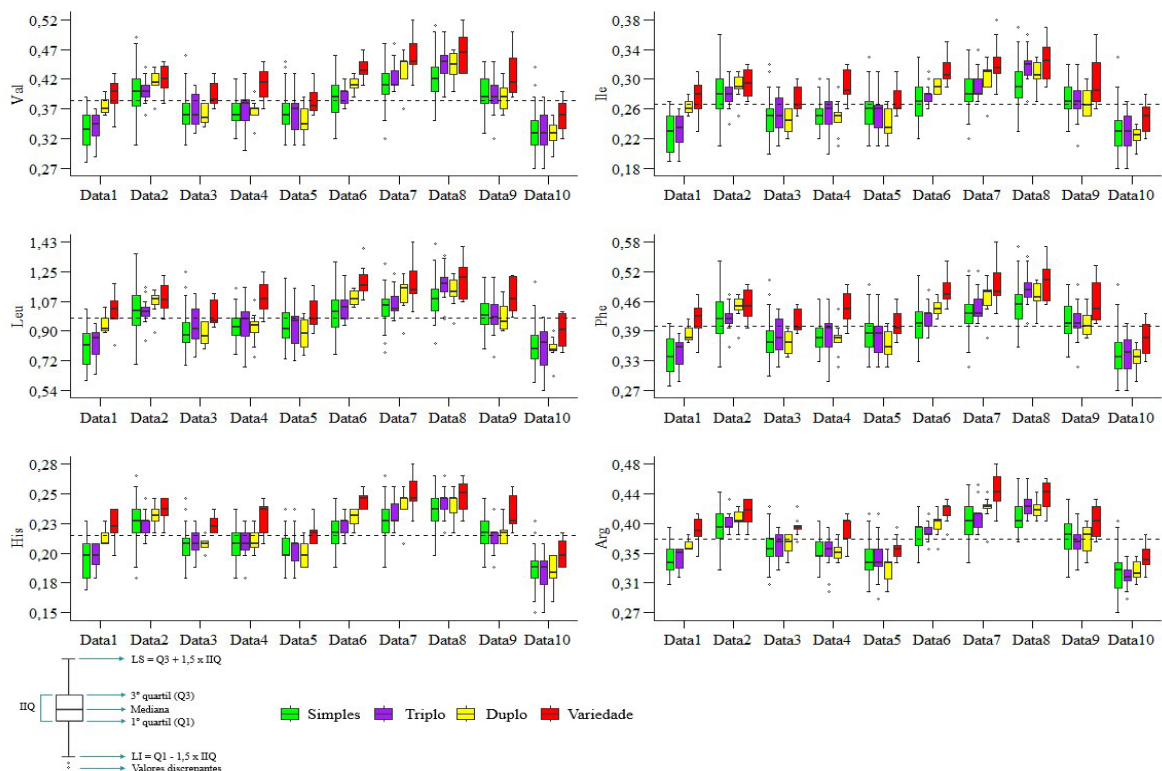 Val
0,52
0,47
0,42
0,37
0,32
0,27
Data1 Data2 Data3 Data4 Data5 Data6 Data7 Data8 Data9 Data10
Ile
0,38
0,34
0,30
0,26
0,22
0,18
Data1 Data2 Data3 Data4 Data5 Data6 Data7 Data8 Data9 Data10
Leu
1,43
1,25
1,07
0,90
0,72
0,54
Data1 Data2 Data3 Data4 Data5 Data6 Data7 Data8 Data9 Data10
Phe
0,58
0,52
0,46
0,39
0,33
0,27
Data1 Data2 Data3 Data4 Data5 Data6 Data7 Data8 Data9 Data10
His
0,28
0,25
0,23
0,20
0,18
0,15
Data1 Data2 Data3 Data4 Data5 Data6 Data7 Data8 Data9 Data10
Arg
0,48
0,44
0,40
0,35
0,31
0,27
Data1 Data2 Data3 Data4 Data5 Data6 Data7 Data8 Data9 Data10
LS = Q3 + 1,5 x IIQ
IIQ
3º quartil (Q3)
Mediana
1º quartil (Q1)
LI = Q1 - 1,5 x IIQ
Valores discrepantes
Simples Triplo Duplo Variedade